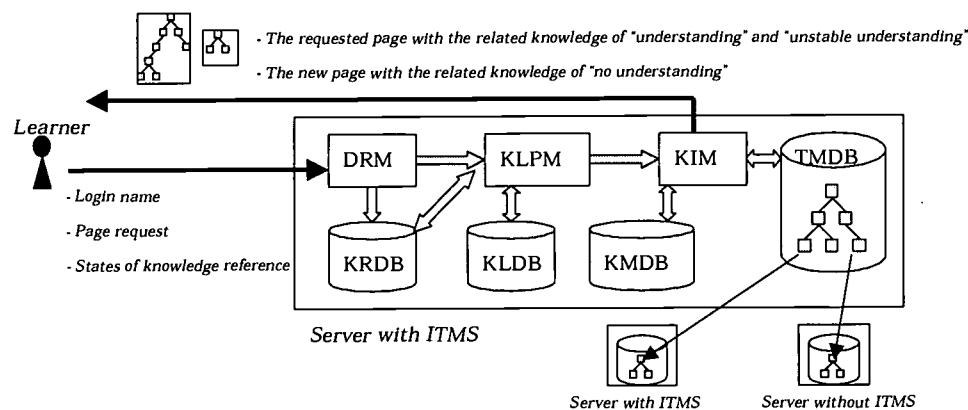 - The requested page with the related knowledge of "understanding" and "unstable understanding"
- The new page with the related knowledge of "no understanding"
Learner
DRM
KLPM
KIM
TMDB
- Login name
- Page request
- States of knowledge reference
KRDB
KLDB
KMDB
Server with ITMS
Server with ITMS
Server without ITMS